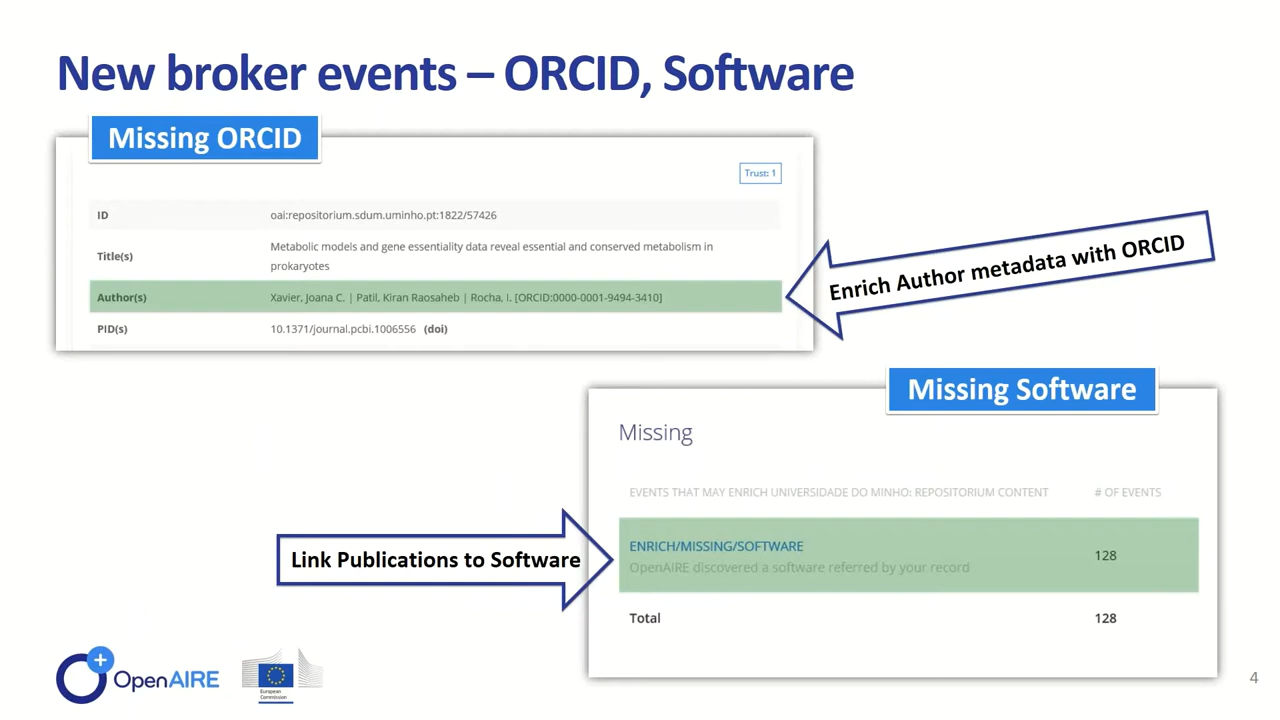 New broker events – ORCID, Software
Missing ORCID
Trust: 1
ID oai:repositorium.sdum.uminho.pt:1822/57426
Title(s) Metabolic models and gene essentiality data reveal essential and conserved metabolism in
prokaryotes
Author(s) Xavier, Joana C. | Patil, Kiran Raosaheb | Rocha, I. [ORCID:0000-0001-9494-3410]
PID(s) 10.1371/journal.pcbi.1006556 (doi)
Enrich Author metadata with ORCID
Missing Software
Missing
EVENTS THAT MAY ENRICH UNIVERSIDADE DO MINHO: REPOSITORIUM CONTENT # OF EVENTS
ENRICH/MISSING/SOFTWARE 128
OpenAIRE discovered a software referred by your record
Total 128
Link Publications to Software
OpenAIRE
European
Commission
4